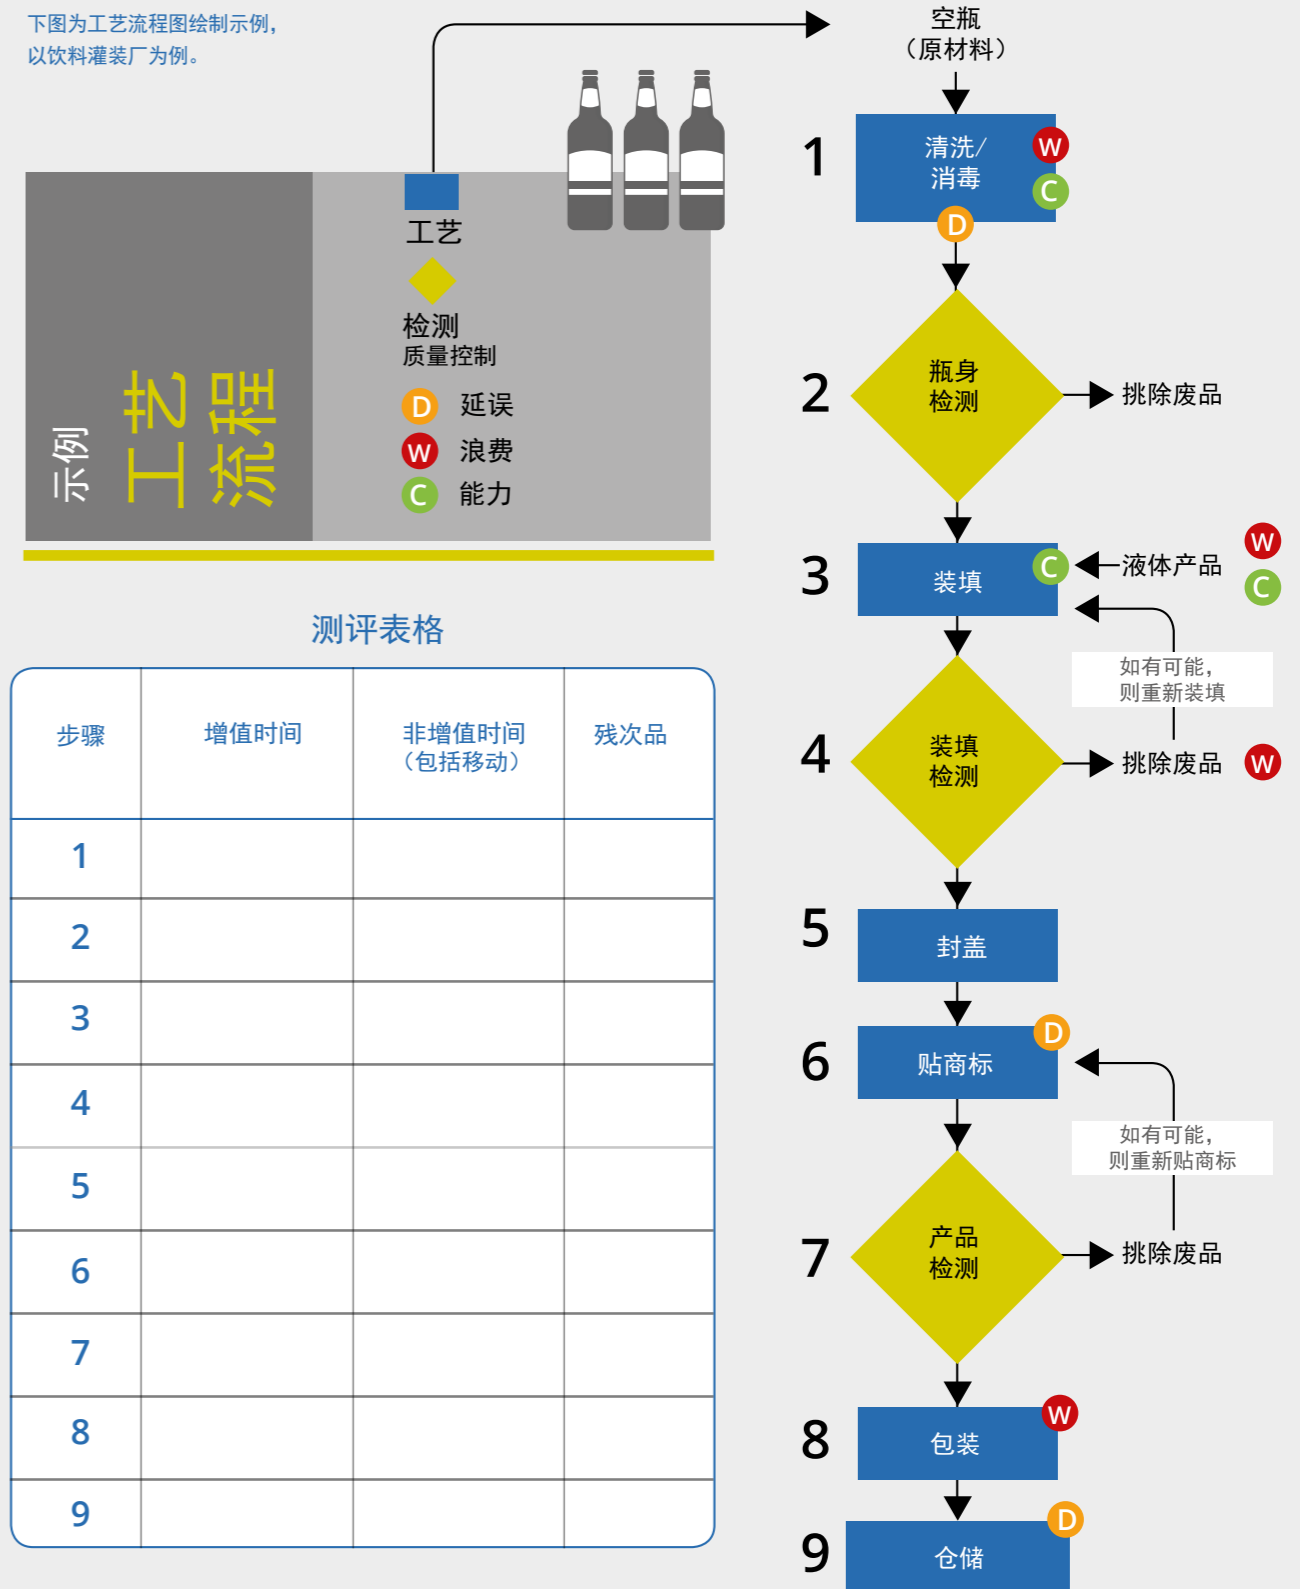 下图为工艺流程图绘制示例，
以饮料灌装厂为例。
示例
工艺
流程
工艺
检测
质量控制
D 延误
W 浪费
C 能力
测评表格
步骤 增值时间 非增值时间 残次品
（包括移动）
1
2
3
4
5
6
7
8
9
空瓶
（原材料）
1 清洗/ W
消毒 C
D
2 瓶身
检测
挑除废品
3 装填 C
液体产品 W
C
如有可能，
则重新装填
4 装填
检测
挑除废品 W
5 封盖
6 贴商标 D
如有可能，
则重新贴商标
7 产品
检测
挑除废品
8 包装 W
9 仓储 D